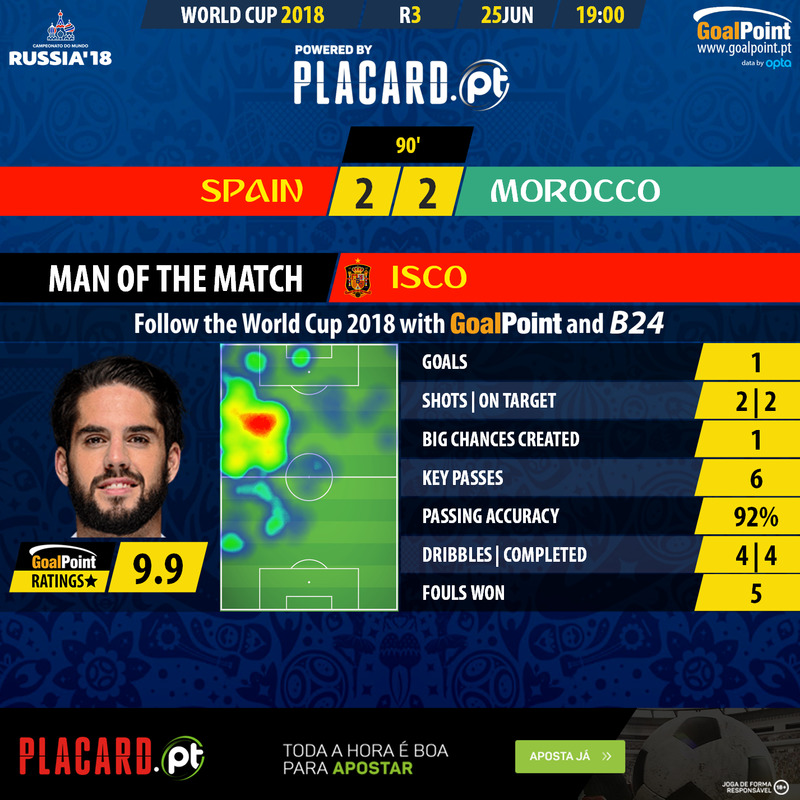 WORLD CUP 2018 R3 25JUN 19:00
CAMPEONATO DO MUNDO
RUSSIA'18
GoalPoint
www.goalpoint.pt
data by opta
POWERED BY
PLACARD.pt
90'
SPAIN 2 2 MOROCCO
MAN OF THE MATCH ISCO
Follow the World Cup 2018 with GoalPoint and B24
GOALS 1
SHOTS | ON TARGET 2|2
BIG CHANCES CREATED 1
KEY PASSES 6
PASSING ACCURACY 92%
DRIBBLES | COMPLETED 4|4
FOULS WON 5
GoalPoint
RATINGS★ 9.9
PLACARD.pt
TODA A HORA É BOA
PARA APOSTAR
APOSTA JÁ »
JOGA DE FORMA
RESPONSÁVEL 18+